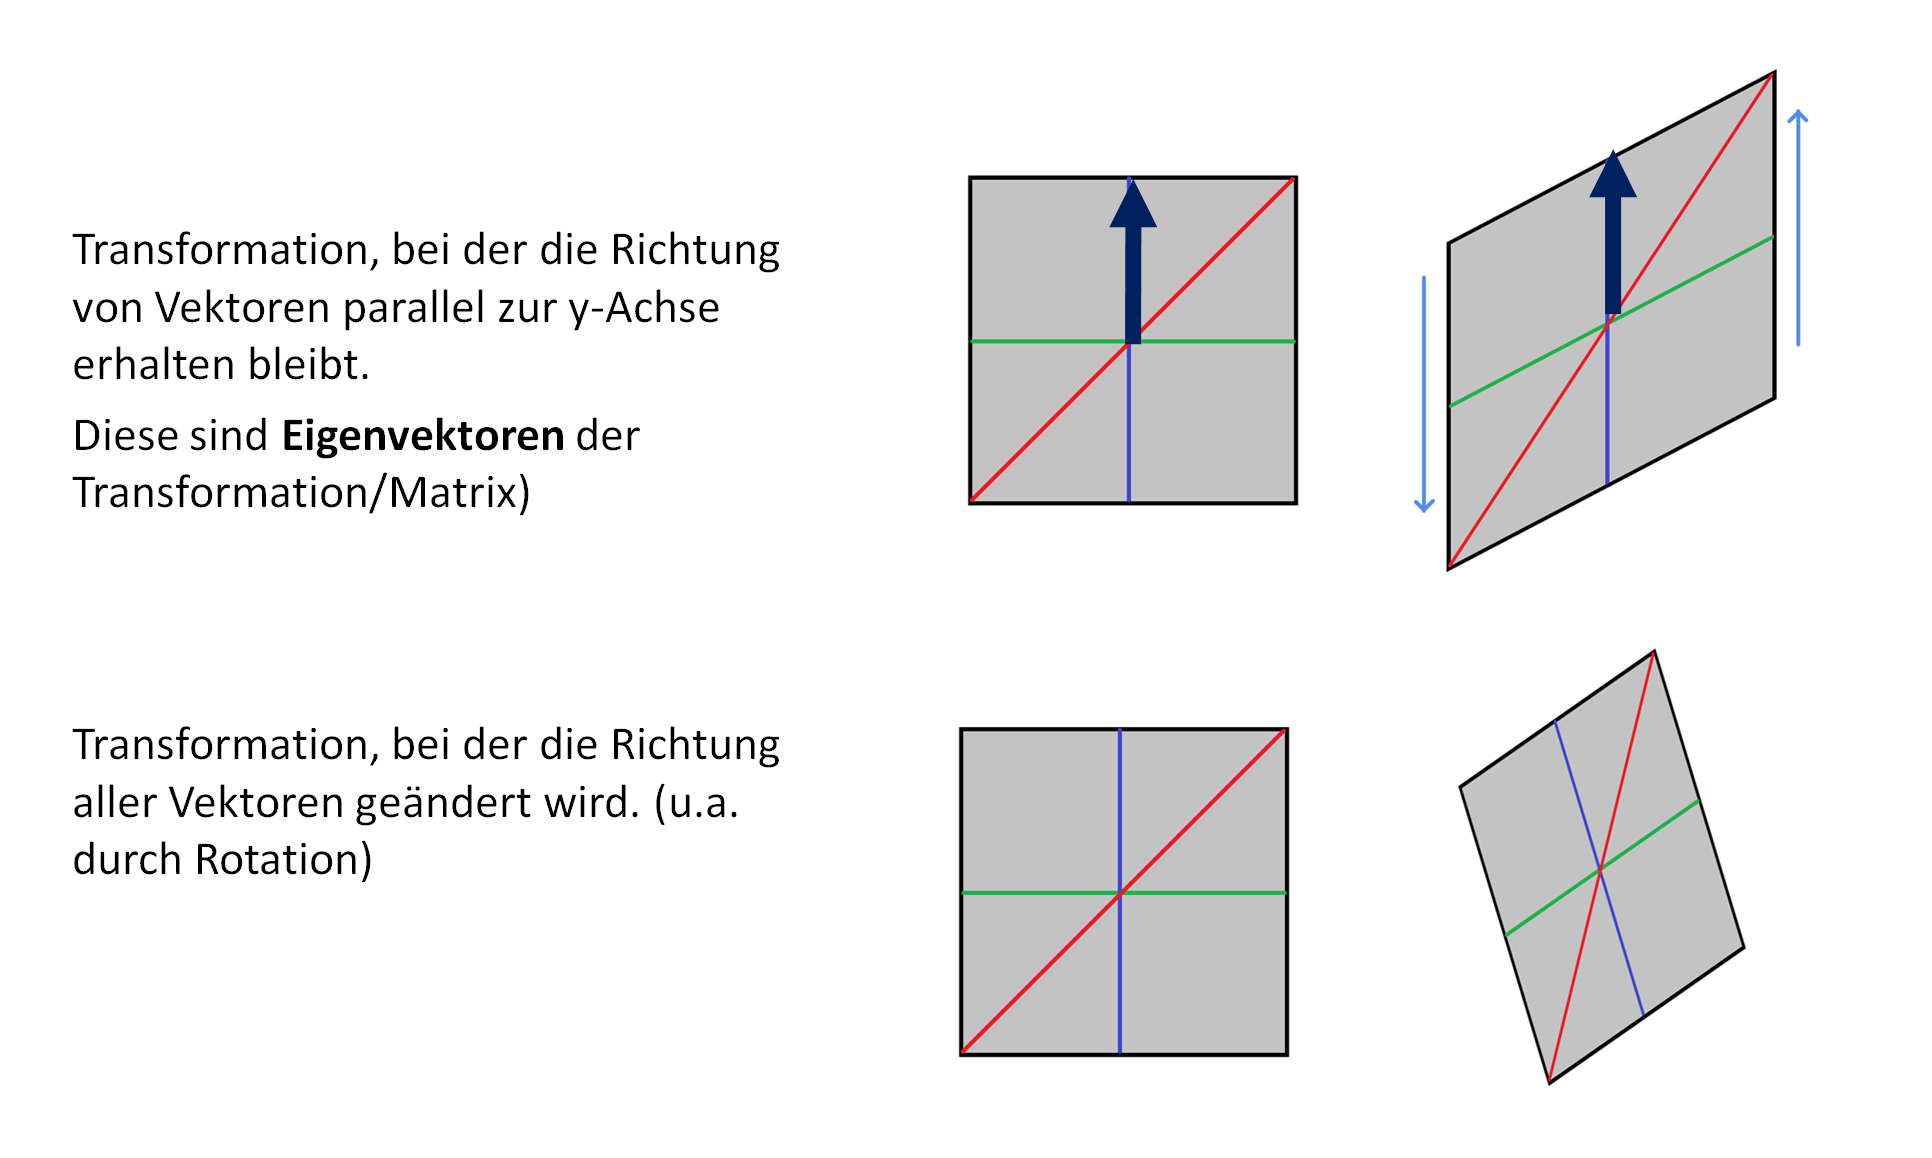 Transformation, bei der die Richtung
von Vektoren parallel zur y-Achse
erhalten bleibt.
Diese sind Eigenvektoren der
Transformation/Matrix)
Transformation, bei der die Richtung
aller Vektoren geändert wird. (u.a.
durch Rotation)